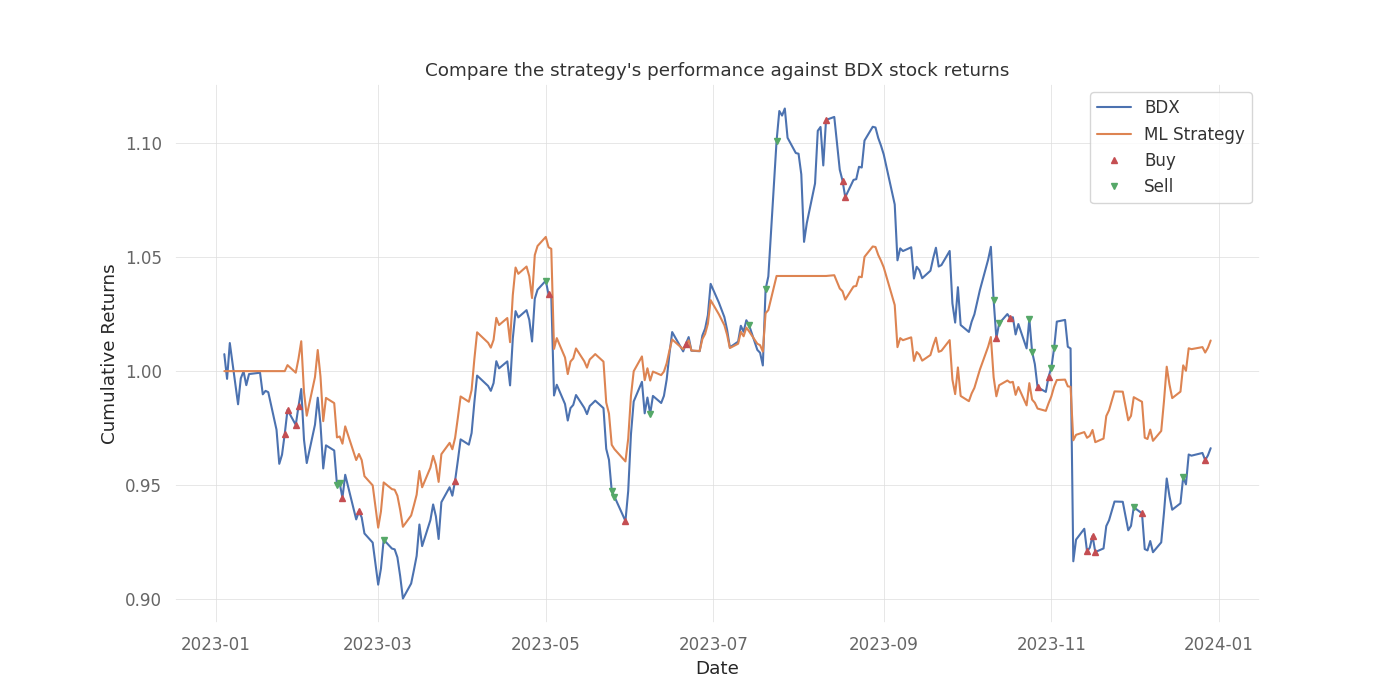 Compare the strategy's performance against BDX stock returns
BDX
ML Strategy
Buy
Sell
Cumulative Returns
1.10
1.05
1.00
0.95
0.90
2023-01
2023-03
2023-05
2023-07
2023-09
2023-11
2024-01
Date